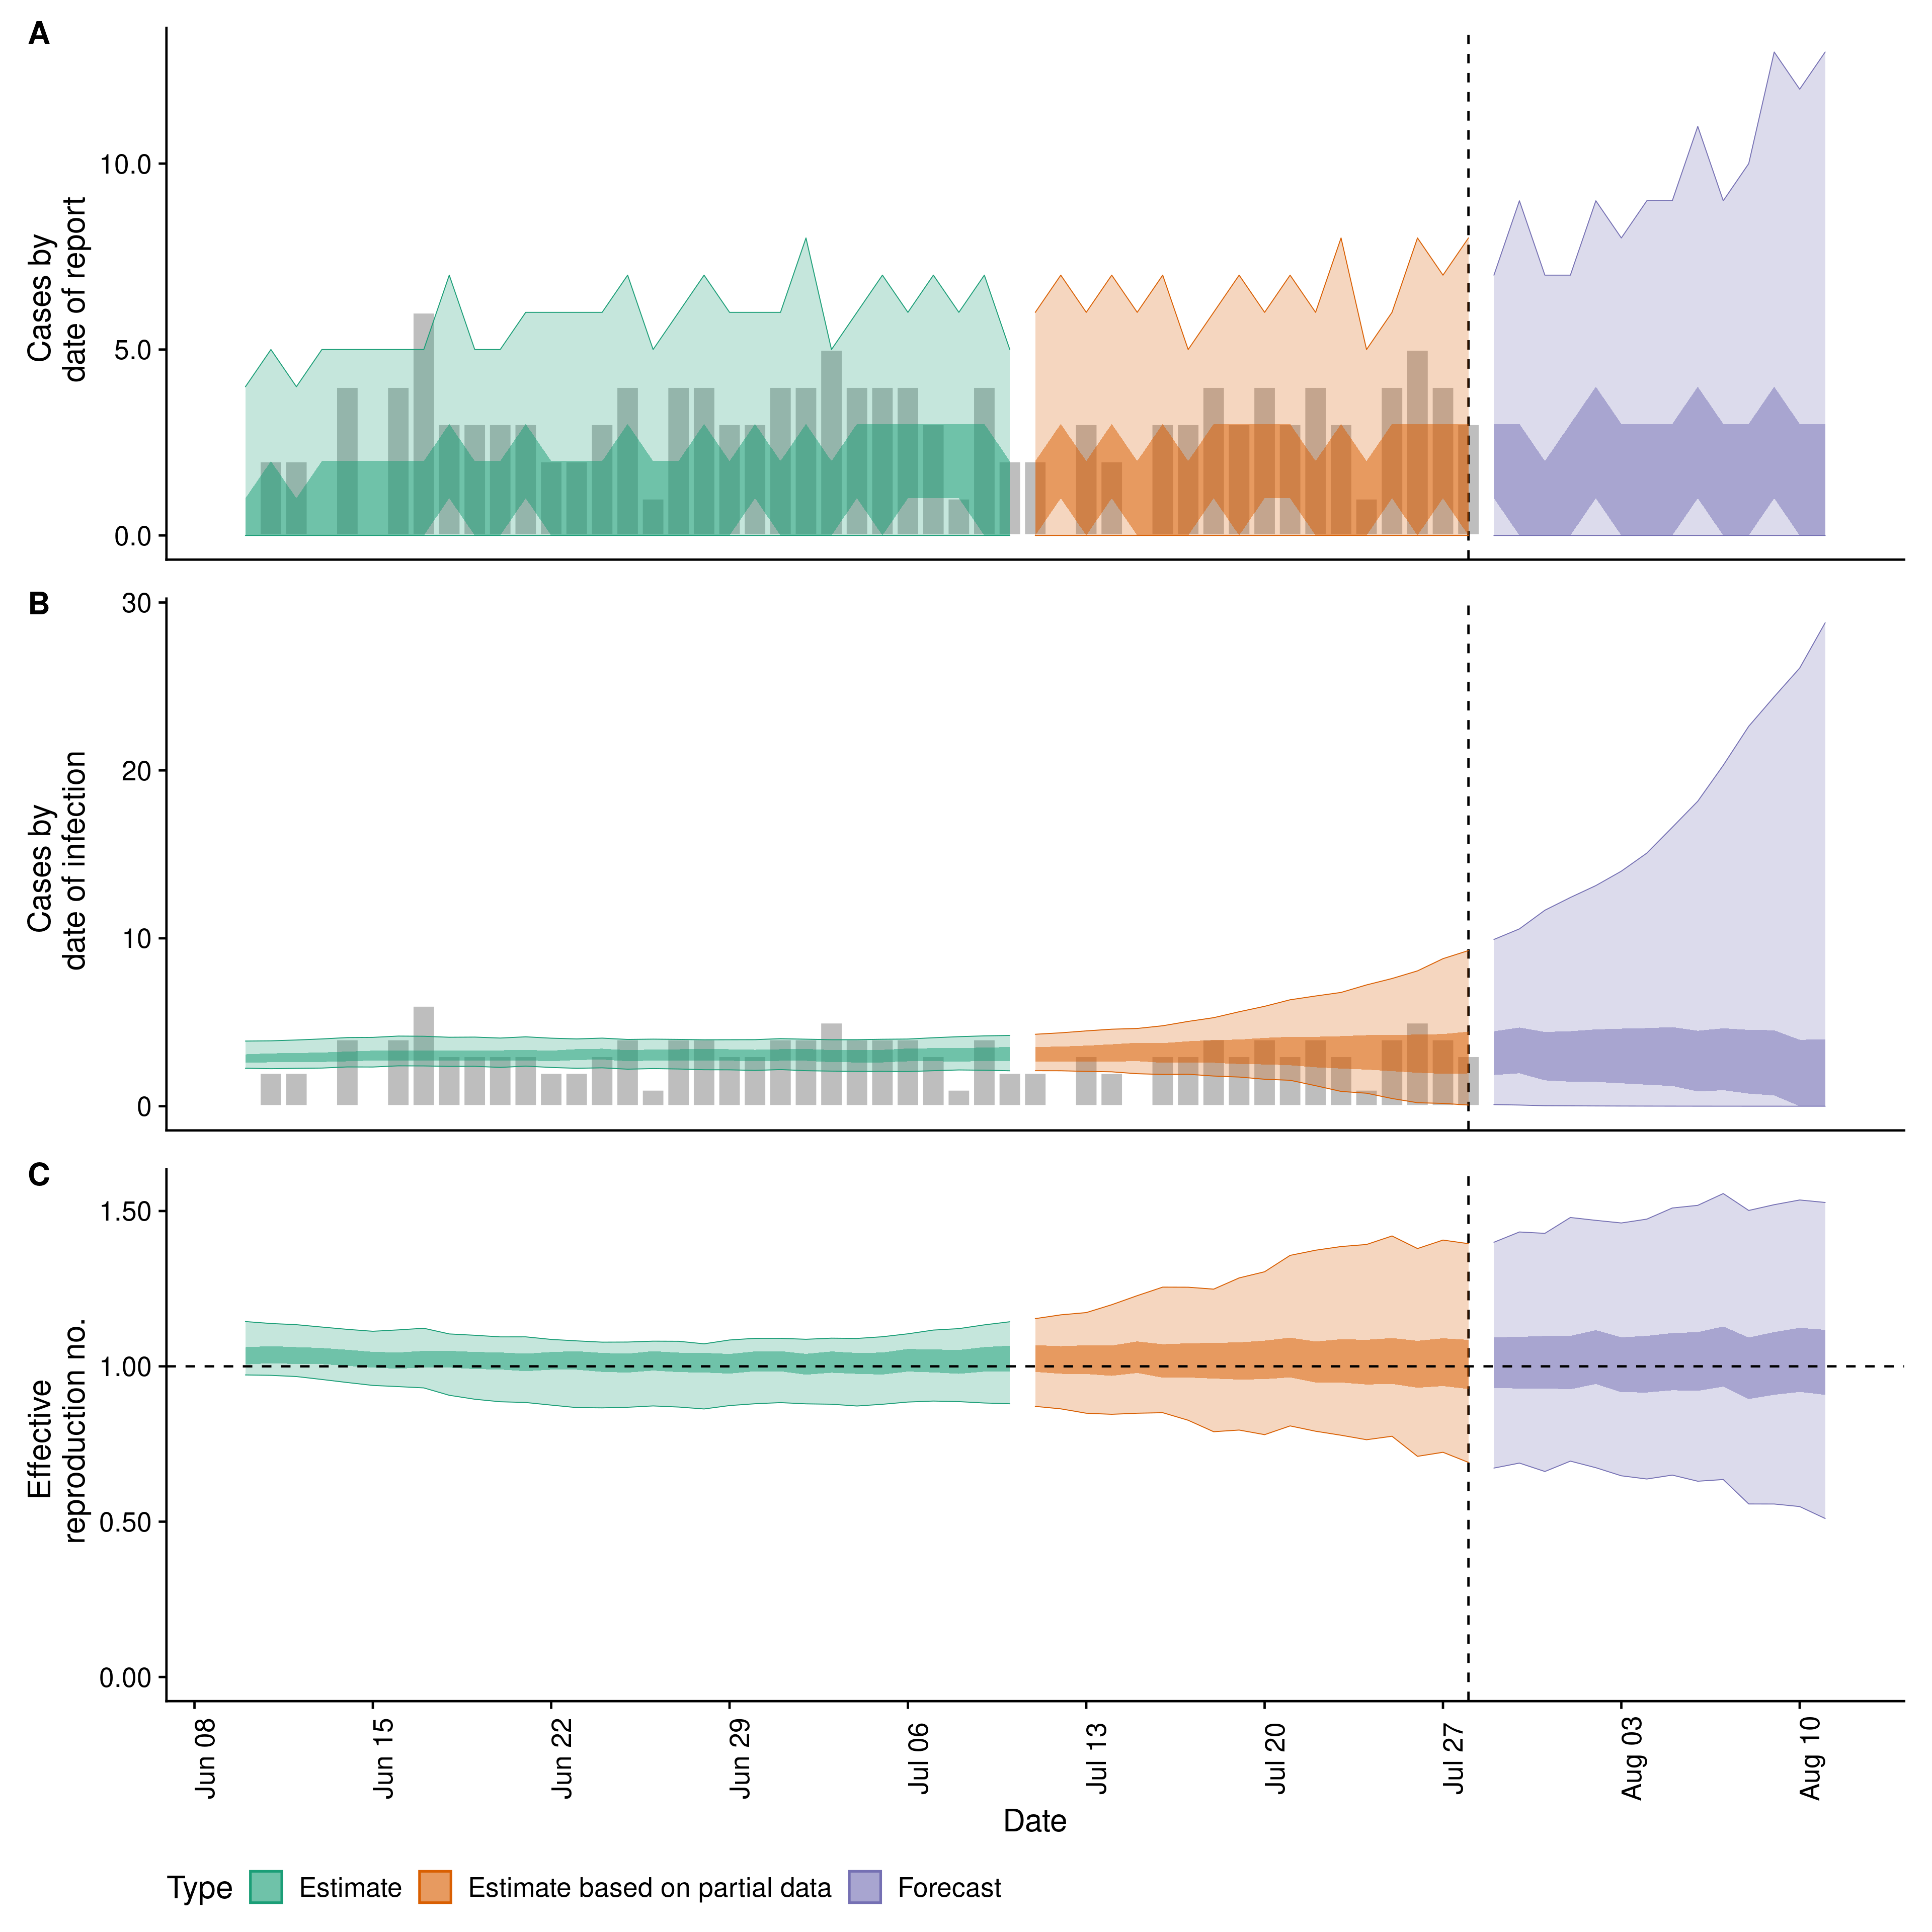 A
Cases by
date of report
10.0
5.0
0.0
B
Cases by
date of infection
30
20
10
0
C
Effective
reproduction no.
1.50
1.00
0.50
0.00
Jun 08
Jun 15
Jun 22
Jun 29
Jul 06
Jul 13
Jul 20
Jul 27
Aug 03
Aug 10
Date
Type Estimate Estimate based on partial data Forecast